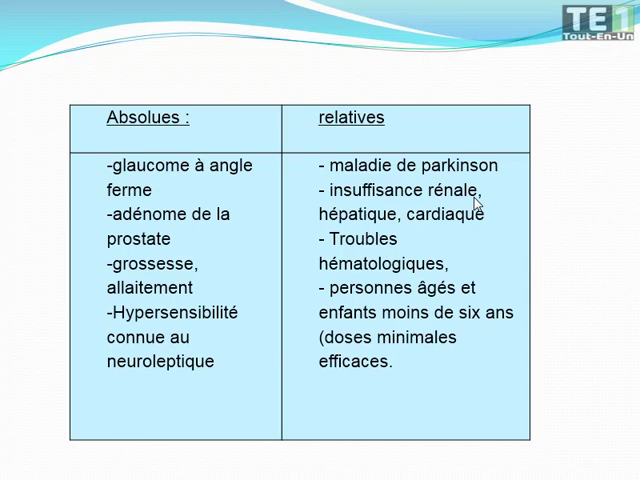 TE1
Tout-En-Un
Absolues :
-glaucome à angle
ferme
-adénome de la
prostate
-grossesse,
allaitement
-Hypersensibilité
connue au
neuroleptique
relatives
- maladie de parkinson
- insuffisance rénale,
hépatique, cardiaque
- Troubles
hématologiques,
- personnes âgés et
enfants moins de six ans
(doses minimales
efficaces.